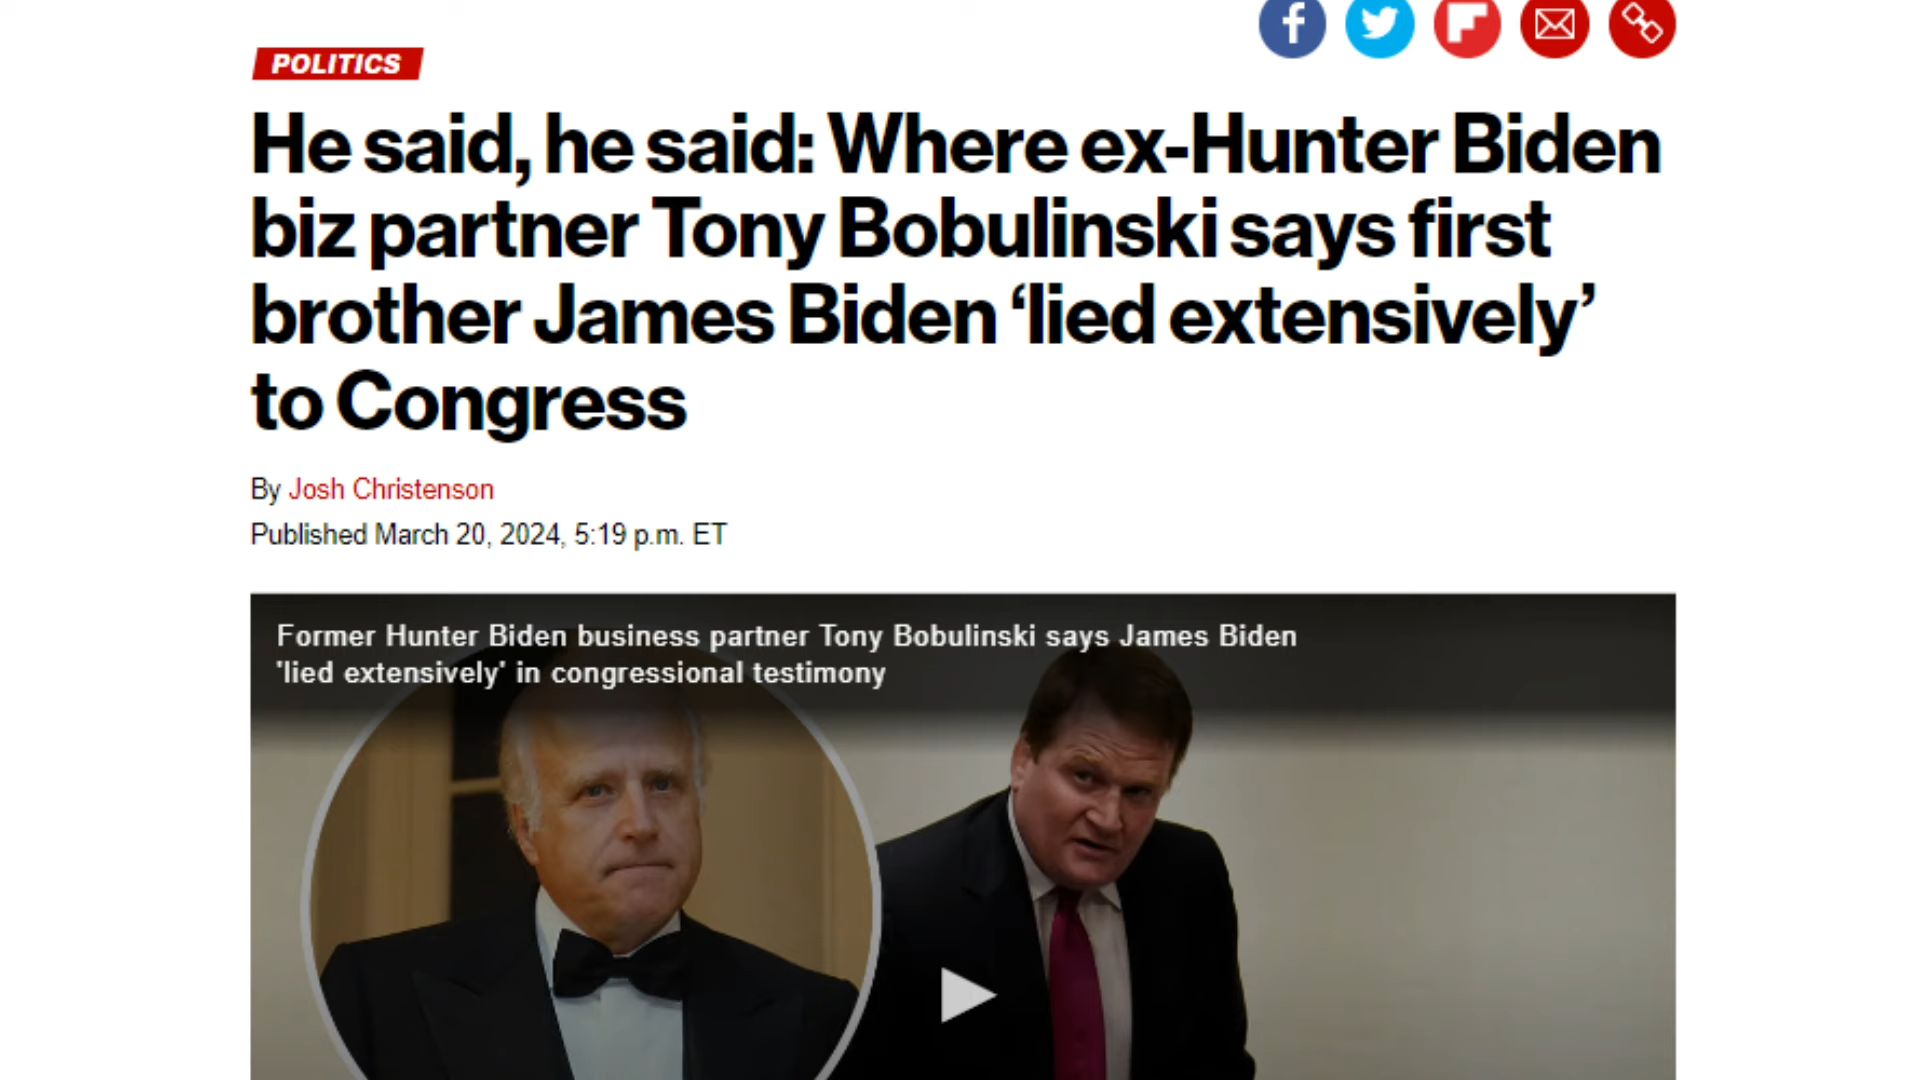 POLITICS
He said, he said: Where ex-Hunter Biden
biz partner Tony Bobulinski says first
brother James Biden ‘lied extensively’
to Congress
By Josh Christenson
Published March 20, 2024, 5:19 p.m. ET
Former Hunter Biden business partner Tony Bobulinski says James Biden
'lied extensively' in congressional testimony